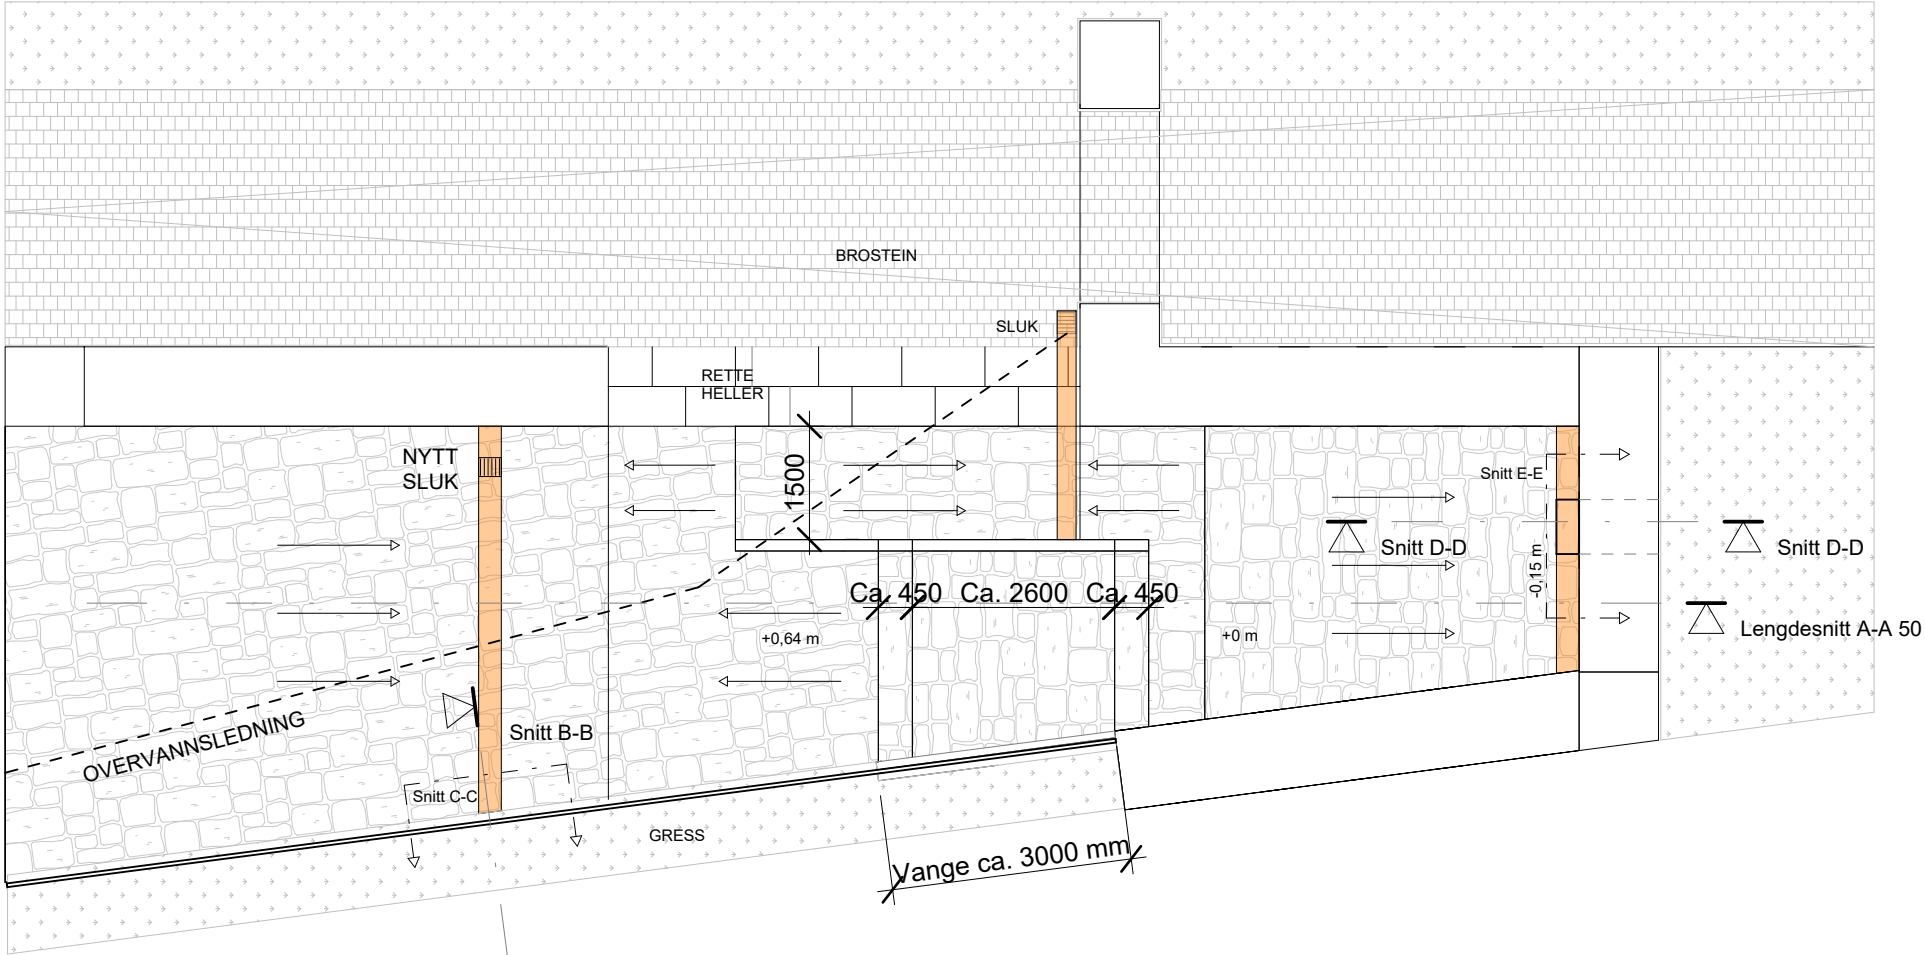 BROSTEIN
SLUK
RETTE
HELLER
NYTT
SLUK
1500
Snitt E-E
Snitt D-D
Snitt D-D
-0,15 m
Ca. 450
Ca. 2600
Ca. 450
+0,64 m
+0 m
Lengdesnitt A-A 50
OVERVANNSLEDNING
Snitt B-B
Snitt C-C
GRESS
Vange ca. 3000 mm